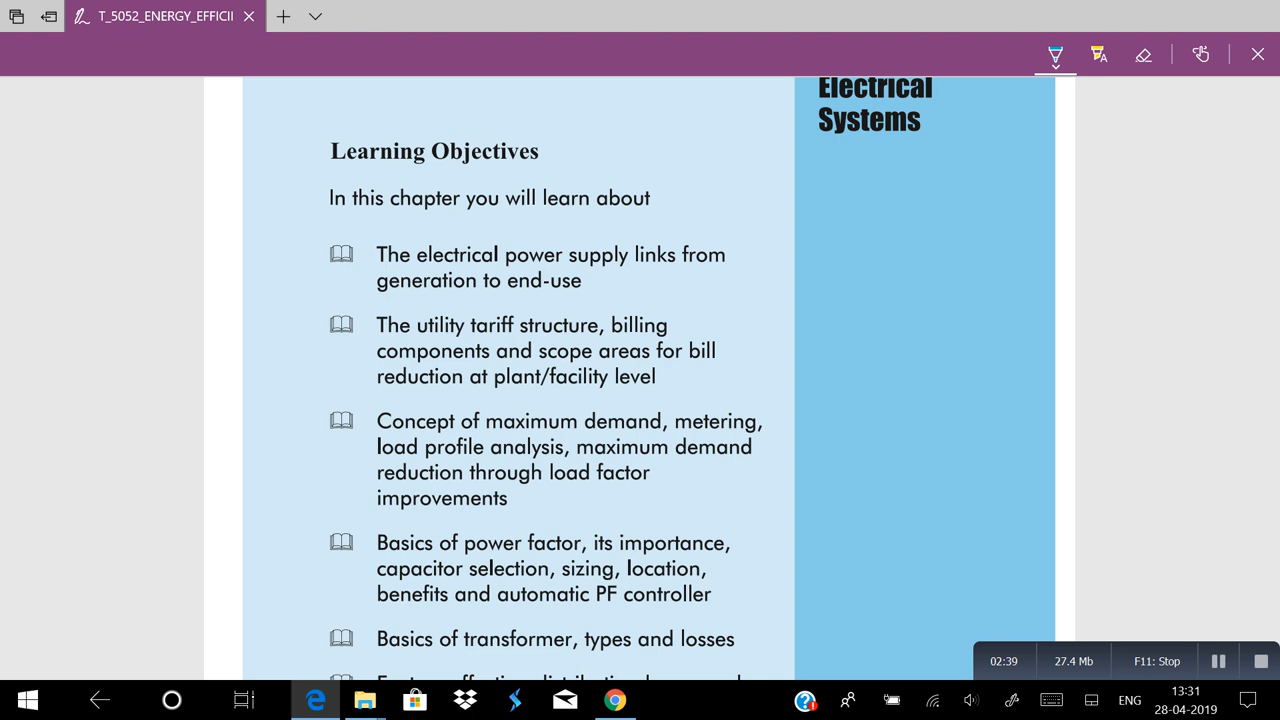 T_5052_ENERGY_EFFICII
Electrical
Systems
Learning Objectives
In this chapter you will learn about
The electrical power supply links from
generation to end-use
The utility tariff structure, billing
components and scope areas for bill
reduction at plant/facility level
Concept of maximum demand, metering,
load profile analysis, maximum demand
reduction through load factor
improvements
Basics of power factor, its importance,
capacitor selection, sizing, location,
benefits and automatic PF controller
Basics of transformer, types and losses
02:39
27.4 Mb
F11: Stop
ENG
13:31
28-04-2019